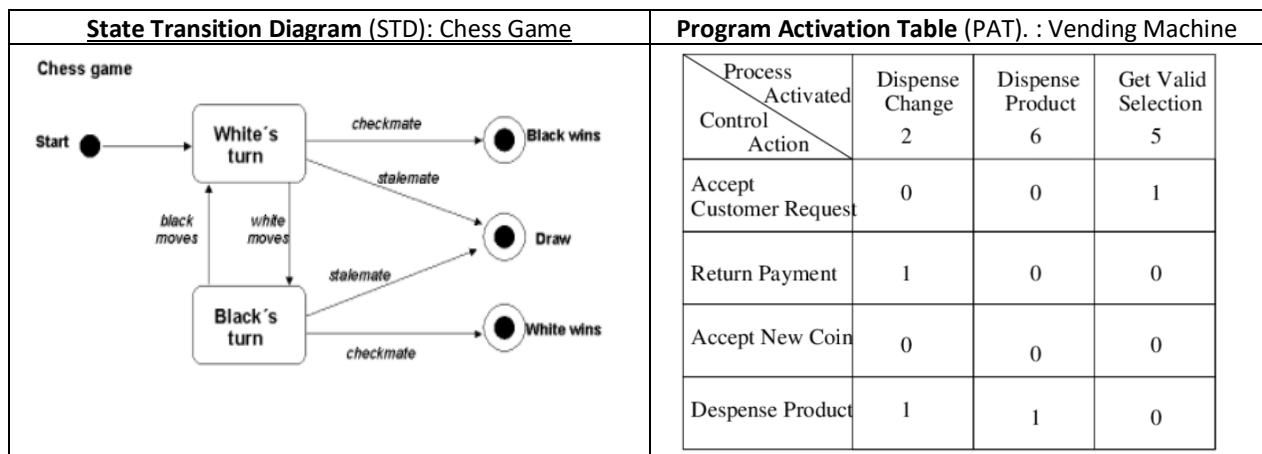 State Transition Diagram (STD): Chess Game
Chess game
Start
White´s
turn
checkmate
Black wins
stalemate
black
moves
white
moves
Draw
stalemate
Black´s
turn
White wins
checkmate
Program Activation Table (PAT). : Vending Machine
Process
Activated
Control
Action
Dispense
Change
2
Dispense
Product
6
Get Valid
Selection
5
Accept
Customer Request 0 0 1
Return Payment 1 0 0
Accept New Coin 0 0 0
Despense Product 1 1 0